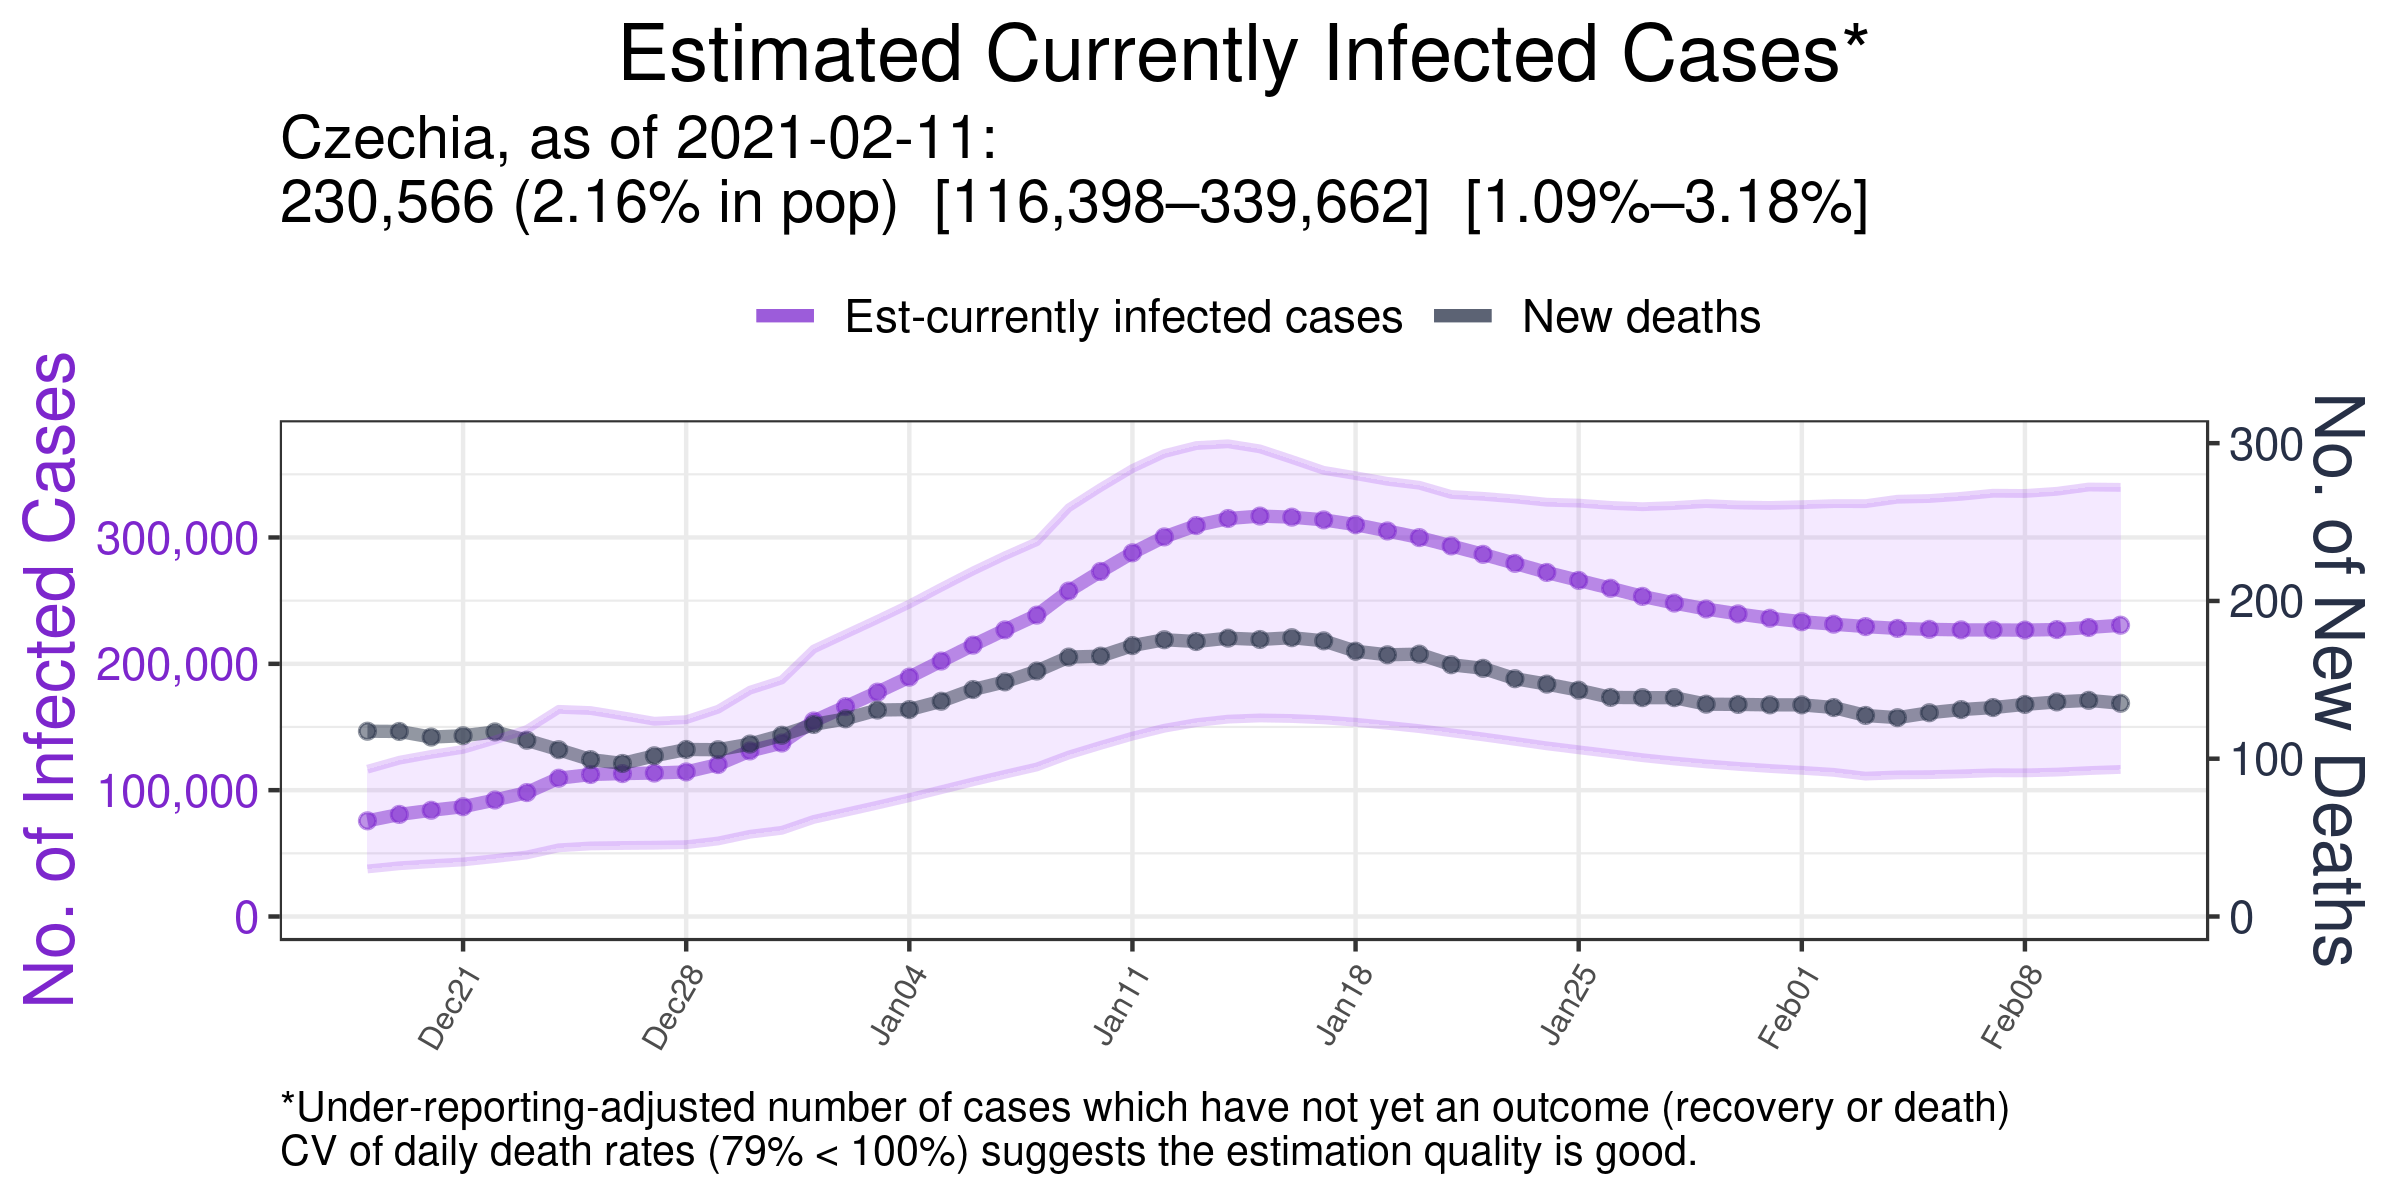 Estimated Currently Infected Cases*
Czechia, as of 2021-02-11:
230,566 (2.16% in pop) [116,398–339,662] [1.09%–3.18%]
Est-currently infected cases
New deaths
No. of Infected Cases
300,000
200,000
100,000
0
No. of New Deaths
300
200
100
0
Dec21
Dec28
Jan04
Jan11
Jan18
Jan25
Feb01
Feb08
*Under-reporting-adjusted number of cases which have not yet an outcome (recovery or death)
CV of daily death rates (79% < 100%) suggests the estimation quality is good.